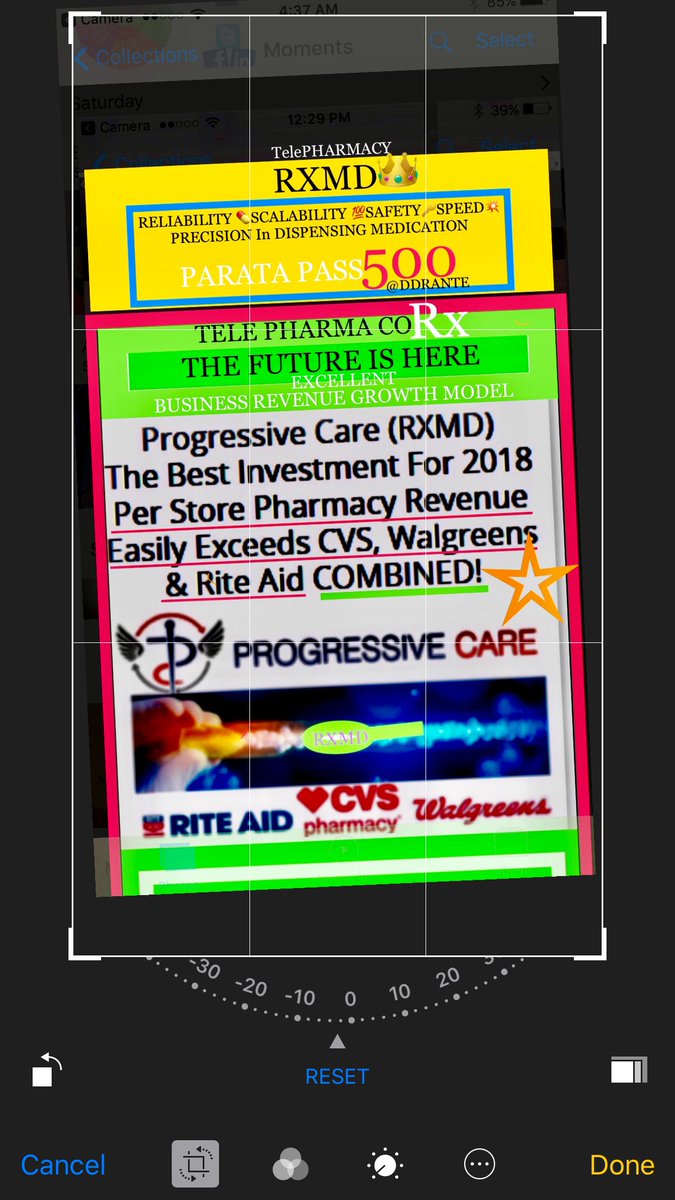 Camera
4:37 AM
85%
Collections
Moments
Select
Saturday
Camera
12:29 PM
39%
Collections
TelePHARMACY
RXMD👑
RELIABILITY💊SCALABILITY 💯SAFETY🔑SPEED💥
PRECISION In DISPENSING MEDICATION
PARATA PASS500
@DDRANTE
TELE PHARMA CORx
THE FUTURE IS HERE
EXCELLENT
BUSINESS REVENUE GROWTH MODEL
Progressive Care (RXMD)
The Best Investment For 2018
Per Store Pharmacy Revenue
Easily Exceeds CVS, Walgreens
& Rite Aid COMBINED!
PROGRESSIVE CARE
RXMD
RITE AID
CVS
pharmacy
Walgreens
-30 -20 -10 0 10 20
RESET
Cancel
Done